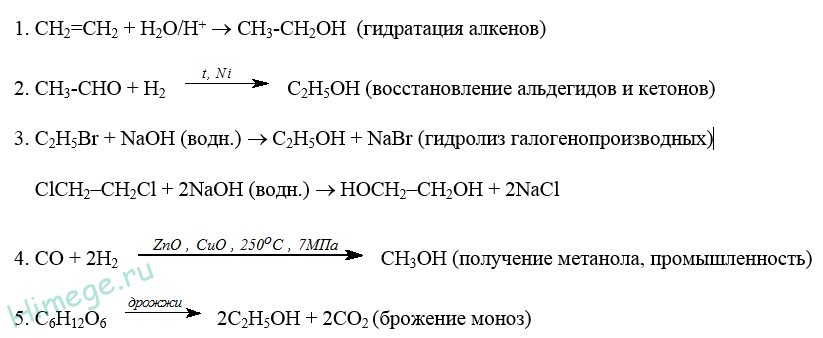 1. CH₂=CH₂ + H₂O/H⁺ → CH₃-CH₂OH (гидратация алкенов)
t, Ni
2. CH₃-CHO + H₂ → C₂H₅OH (восстановление альдегидов и кетонов)
3. C₂H₅Br + NaOH (водн.) → C₂H₅OH + NaBr (гидролиз галогенопроизводных)
ClCH₂–CH₂Cl + 2NaOH (водн.) → HOCH₂–CH₂OH + 2NaCl
ZnO , CuO , 250⁰C , 7МПа
4. CO + 2H₂ → CH₃OH (получение метанола, промышленность)
дрожжи
5. C₆H₁₂O₆ → 2C₂H₅OH + 2CO₂ (брожение моноз)
Himege.ru